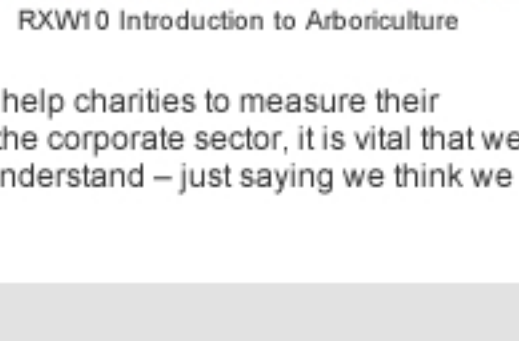 RXW10 Introduction to Arboriculture
help charities to measure their
the corporate sector, it is vital that we
nderstand – just saying we think we